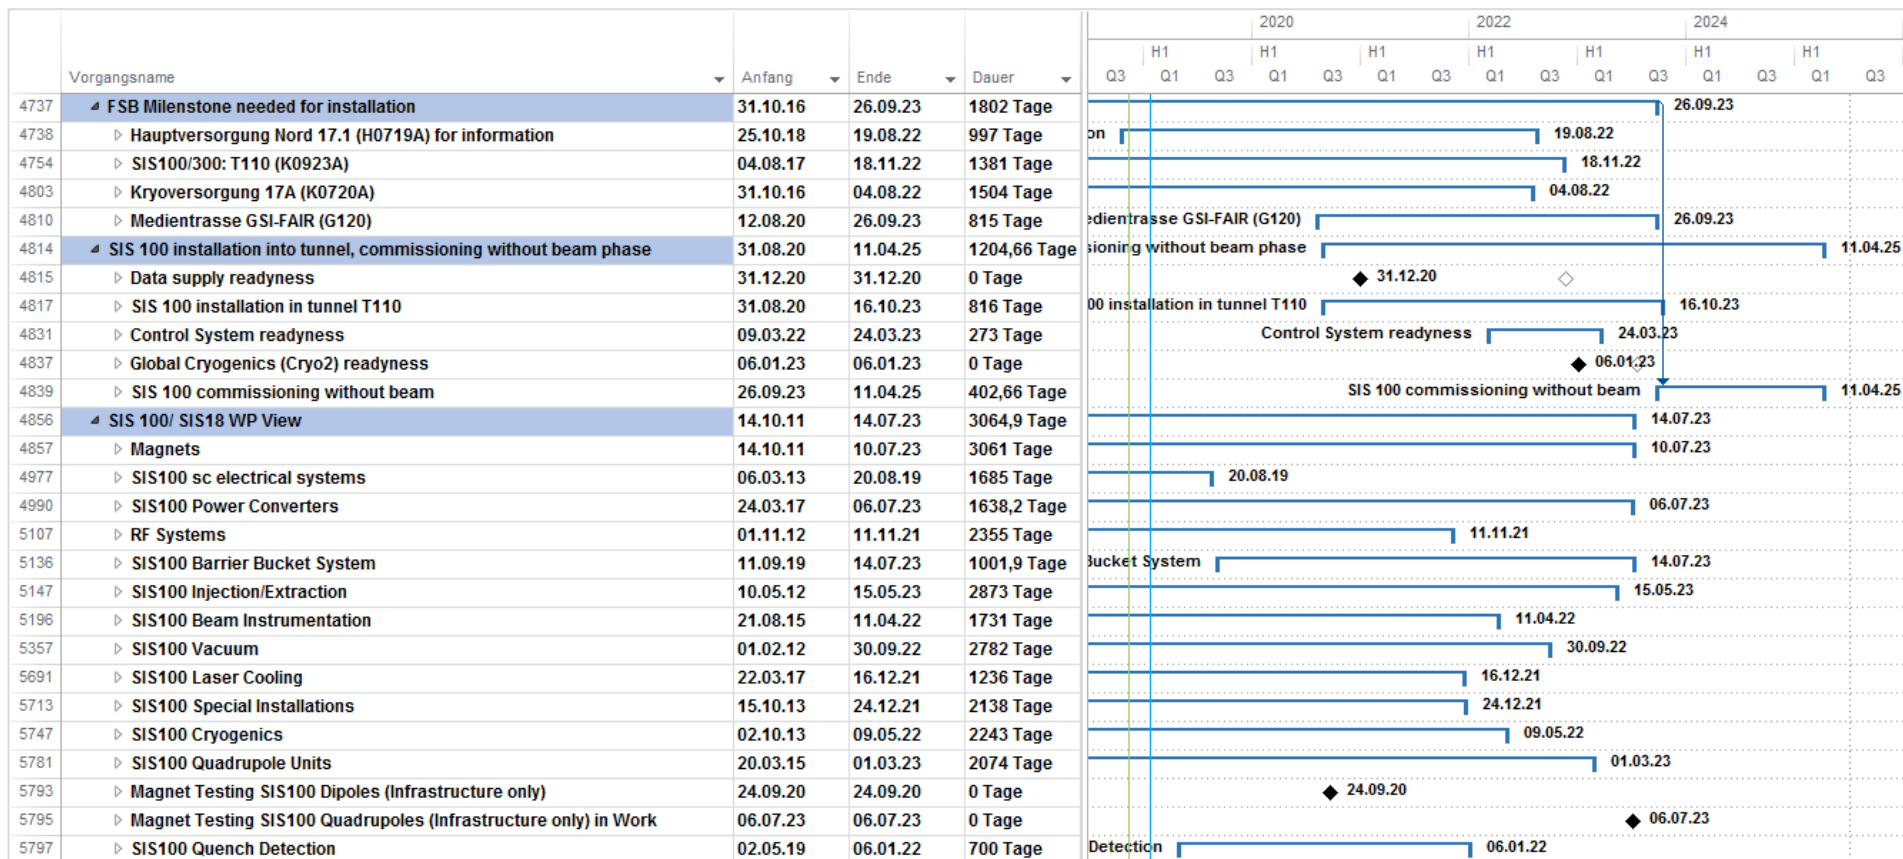 2020 2022 2024
H1 H1 H1 H1 H1 H1 H1
Vorgangsname Anfang Ende Dauer Q3 Q1 Q3 Q1 Q3 Q1 Q3 Q1 Q3 Q1 Q3 Q1 Q3 Q1 Q3
4737 FSB Milenstone needed for installation 31.10.16 26.09.23 1802 Tage 26.09.23
4738 Hauptversorgung Nord 17.1 (H0719A) for information 25.10.18 19.08.22 997 Tage on 19.08.22
4754 SIS100/300: T110 (K0923A) 04.08.17 18.11.22 1381 Tage 18.11.22
4803 Kryoversorgung 17A (K0720A) 31.10.16 04.08.22 1504 Tage 04.08.22
4810 Medientrasse GSI-FAIR (G120) 12.08.20 26.09.23 815 Tage edientrasse GSI-FAIR (G120) 26.09.23
4814 SIS 100 installation into tunnel, commissioning without beam phase 31.08.20 11.04.25 1204,66 Tage sioning without beam phase 11.04.25
4815 Data supply readyness 31.12.20 31.12.20 0 Tage 31.12.20
4817 SIS 100 installation in tunnel T110 31.08.20 16.10.23 816 Tage 00 installation in tunnel T110 16.10.23
4831 Control System readyness 09.03.22 24.03.23 273 Tage Control System readyness 24.03.23
4837 Global Cryogenics (Cryo2) readyness 06.01.23 06.01.23 0 Tage 06.01.23
4839 SIS 100 commissioning without beam 26.09.23 11.04.25 402,66 Tage SIS 100 commissioning without beam 11.04.25
4856 SIS 100/ SIS18 WP View 14.10.11 14.07.23 3064,9 Tage 14.07.23
4857 Magnets 14.10.11 10.07.23 3061 Tage 10.07.23
4977 SIS100 sc electrical systems 06.03.13 20.08.19 1685 Tage 20.08.19
4990 SIS100 Power Converters 24.03.17 06.07.23 1638,2 Tage 06.07.23
5107 RF Systems 01.11.12 11.11.21 2355 Tage 11.11.21
5136 SIS100 Barrier Bucket System 11.09.19 14.07.23 1001,9 Tage Bucket System 14.07.23
5147 SIS100 Injection/Extraction 10.05.12 15.05.23 2873 Tage 15.05.23
5196 SIS100 Beam Instrumentation 21.08.15 11.04.22 1731 Tage 11.04.22
5357 SIS100 Vacuum 01.02.12 30.09.22 2782 Tage 30.09.22
5691 SIS100 Laser Cooling 22.03.17 16.12.21 1236 Tage 16.12.21
5713 SIS100 Special Installations 15.10.13 24.12.21 2138 Tage 24.12.21
5747 SIS100 Cryogenics 02.10.13 09.05.22 2243 Tage 09.05.22
5781 SIS100 Quadrupole Units 20.03.15 01.03.23 2074 Tage 01.03.23
5793 Magnet Testing SIS100 Dipoles (Infrastructure only) 24.09.20 24.09.20 0 Tage 24.09.20
5795 Magnet Testing SIS100 Quadrupoles (Infrastructure only) in Work 06.07.23 06.07.23 0 Tage 06.07.23
5797 SIS100 Quench Detection 02.05.19 06.01.22 700 Tage Detection 06.01.22